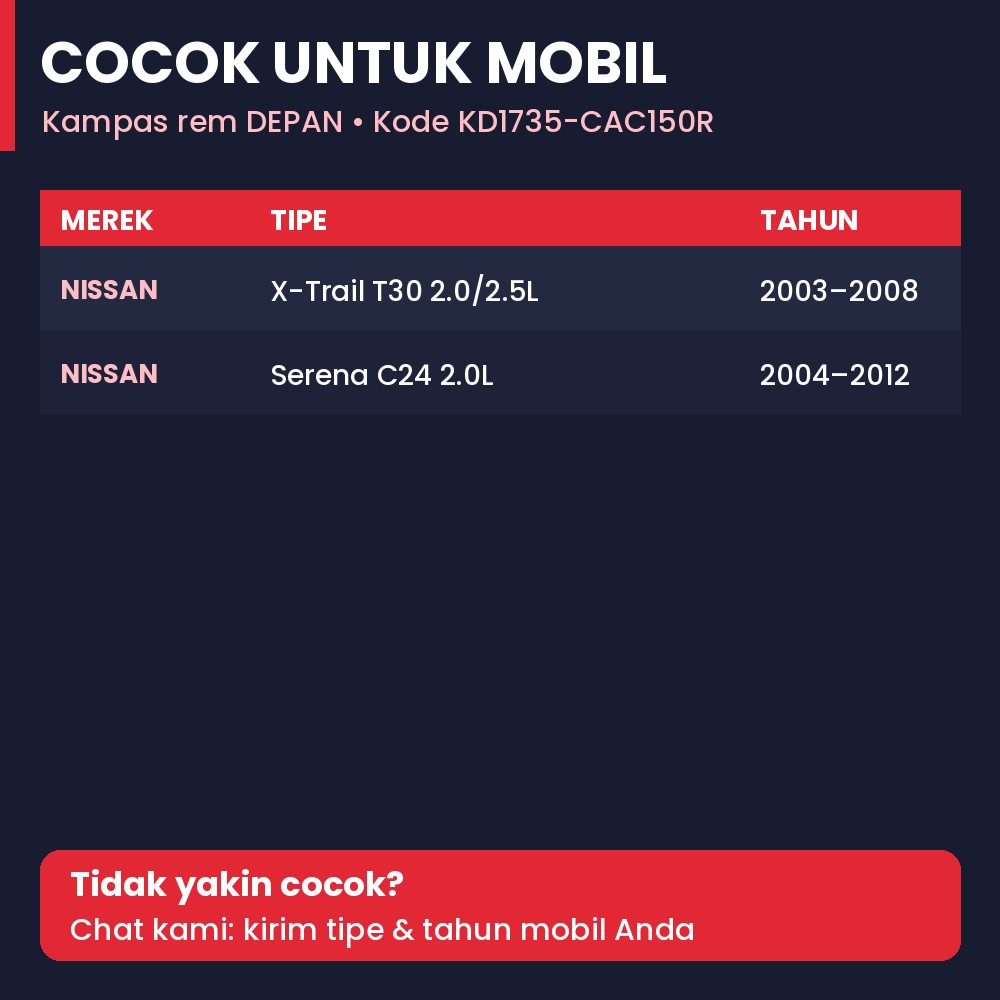 COCOK UNTUK MOBIL
Kampas rem DEPAN • Kode KD1735-CAC150R
MEREK TIPE TAHUN
NISSAN X-Trail T30 2.0/2.5L 2003–2008
NISSAN Serena C24 2.0L 2004–2012
Tidak yakin cocok?
Chat kami: kirim tipe & tahun mobil Anda